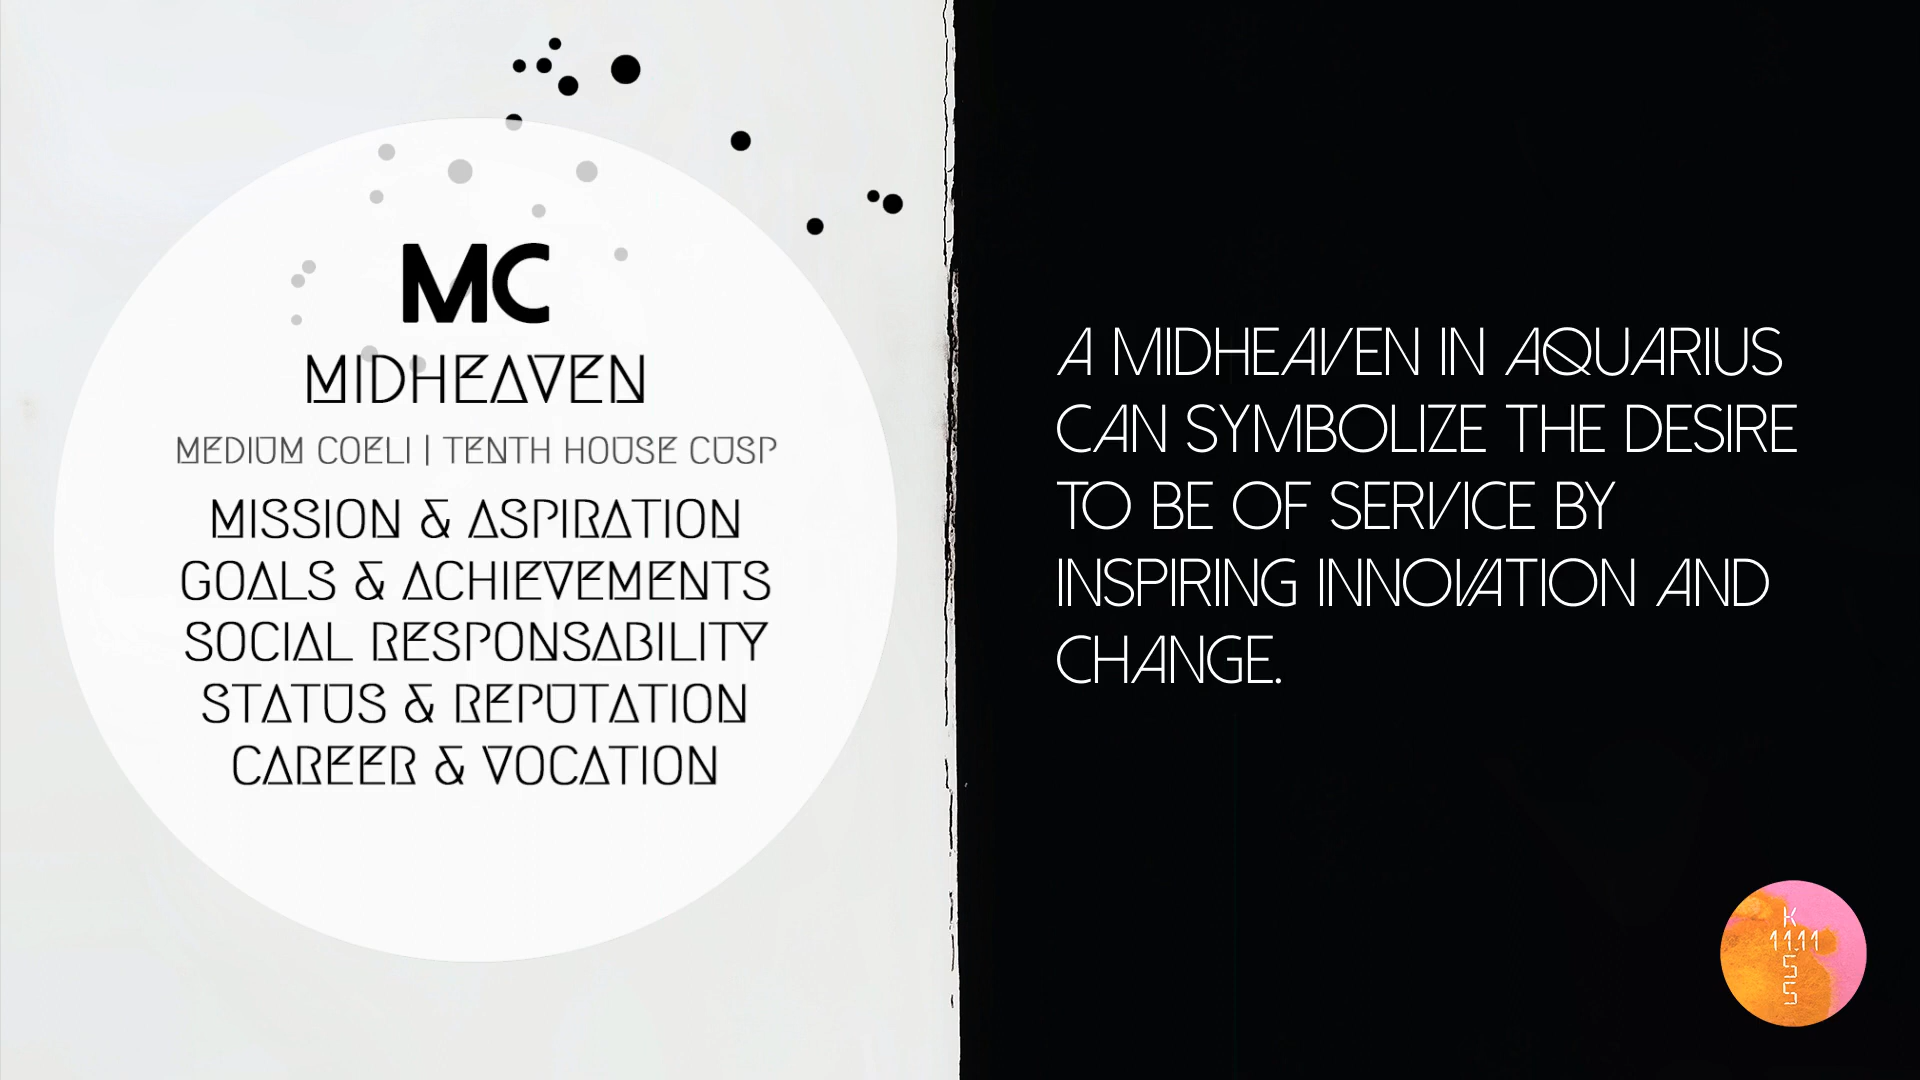 MC
MIDHEAVEN
MEDIUM COELI | TENTH HOUSE CUSP
MISSION & ASPIRATION
GOALS & ACHIEVEMENTS
SOCIAL RESPONSABILITY
STATUS & REPUTATION
CAREER & VOCATION
A MIDHEAVEN IN AQUARIUS
CAN SYMBOLIZE THE DESIRE
TO BE OF SERVICE BY
INSPIRING INNOVATION AND
CHANGE.
K
11:11
S
S